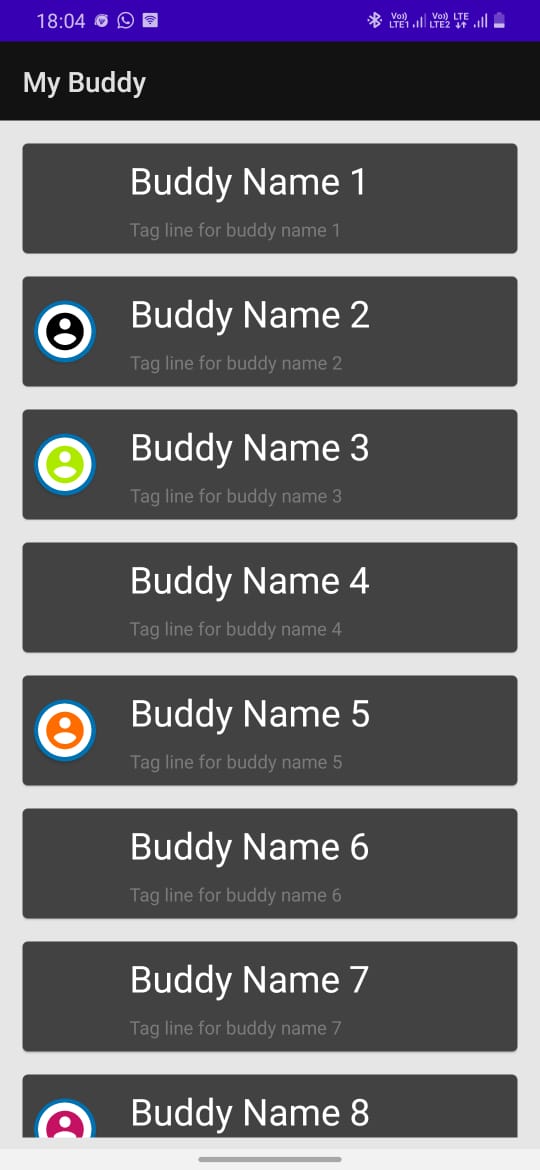 18:04 Vo) LTE1 Vo) LTE2 LTE
My Buddy
Buddy Name 1
Tag line for buddy name 1
Buddy Name 2
Tag line for buddy name 2
Buddy Name 3
Tag line for buddy name 3
Buddy Name 4
Tag line for buddy name 4
Buddy Name 5
Tag line for buddy name 5
Buddy Name 6
Tag line for buddy name 6
Buddy Name 7
Tag line for buddy name 7
Buddy Name 8